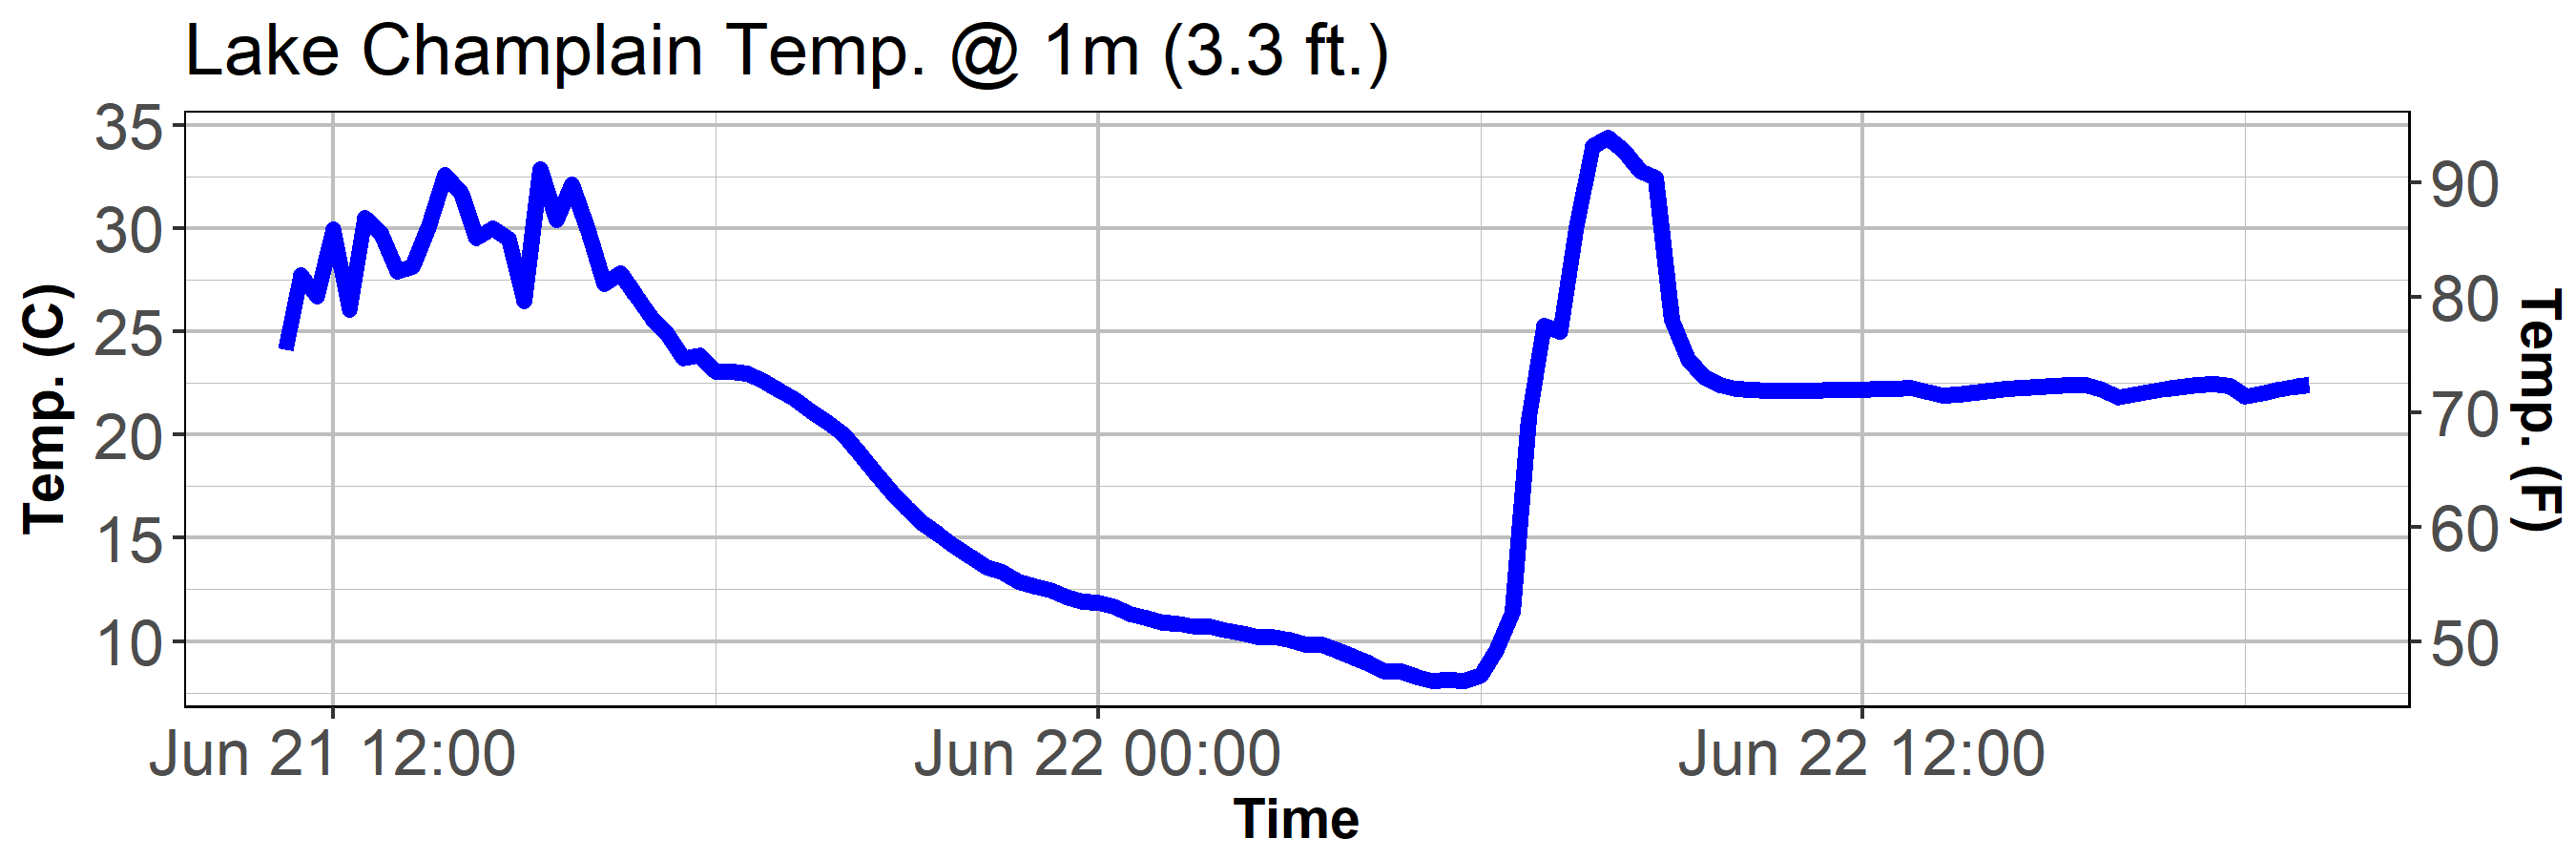 Lake Champlain Temp. @ 1m (3.3 ft.)
35
30
25
20
15
10
Temp. (C)
90
80
70
60
50
Temp. (F)
Jun 21 12:00
Jun 22 00:00
Jun 22 12:00
Time